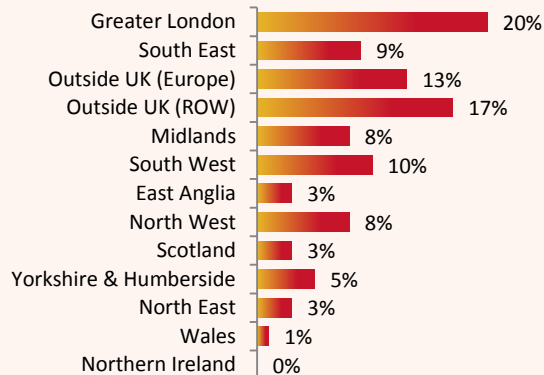 Greater London 20%
South East 9%
Outside UK (Europe) 13%
Outside UK (ROW) 17%
Midlands 8%
South West 10%
East Anglia 3%
North West 8%
Scotland 3%
Yorkshire & Humberside 5%
North East 3%
Wales 1%
Northern Ireland 0%